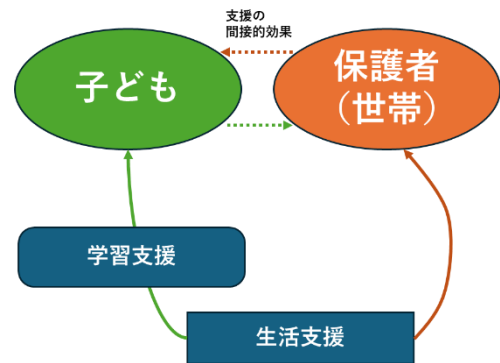 支援の
間接的効果
子ども
保護者
（世帯）
学習支援
生活支援